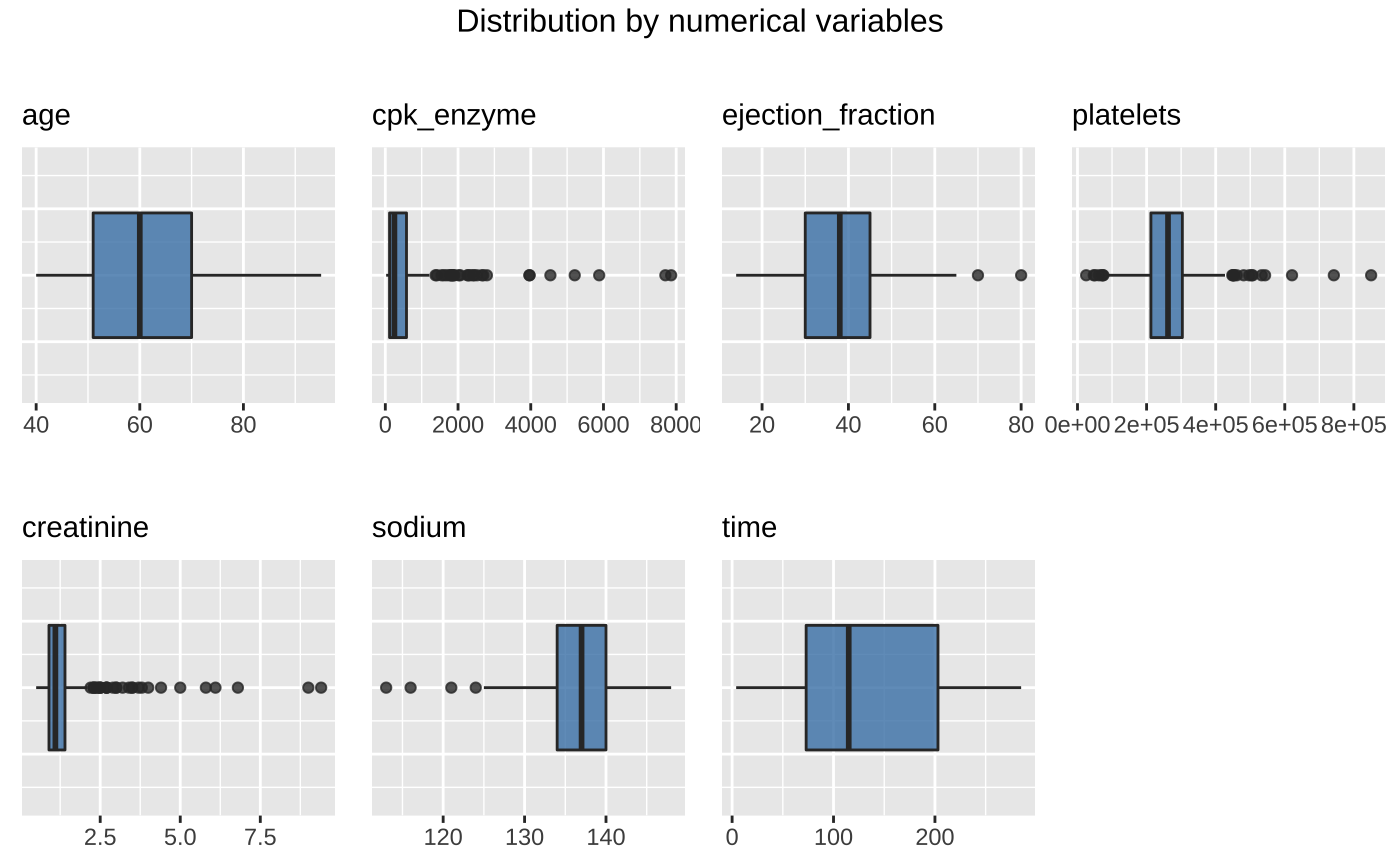 Distribution by numerical variables
age
cpk_enzyme
ejection_fraction
platelets
40 60 80
0 2000 4000 6000 8000
20 40 60 80
0e+00 2e+05 4e+05 6e+05 8e+05
creatinine
sodium
time
2.5 5.0 7.5
120 130 140
0 100 200